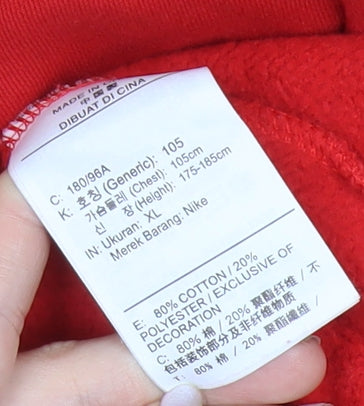 MADE IN
中国製
DIBUAT DI CINA
C: 180/96A
K: 호칭 (Generic): 105
가슴둘레 (Chest): 105cm
신 장 (Height): 175-185cm
IN: Ukuran: XL
Merek Barang: Nike
E: 80% COTTON / 20%
POLYESTER / EXCLUSIVE OF
DECORATION
C: 80% 棉 / 20% 聚酯纤维 / 不
包括装饰部分及非纤维物质
80% 棉 / 20% 聚酯纖維 /